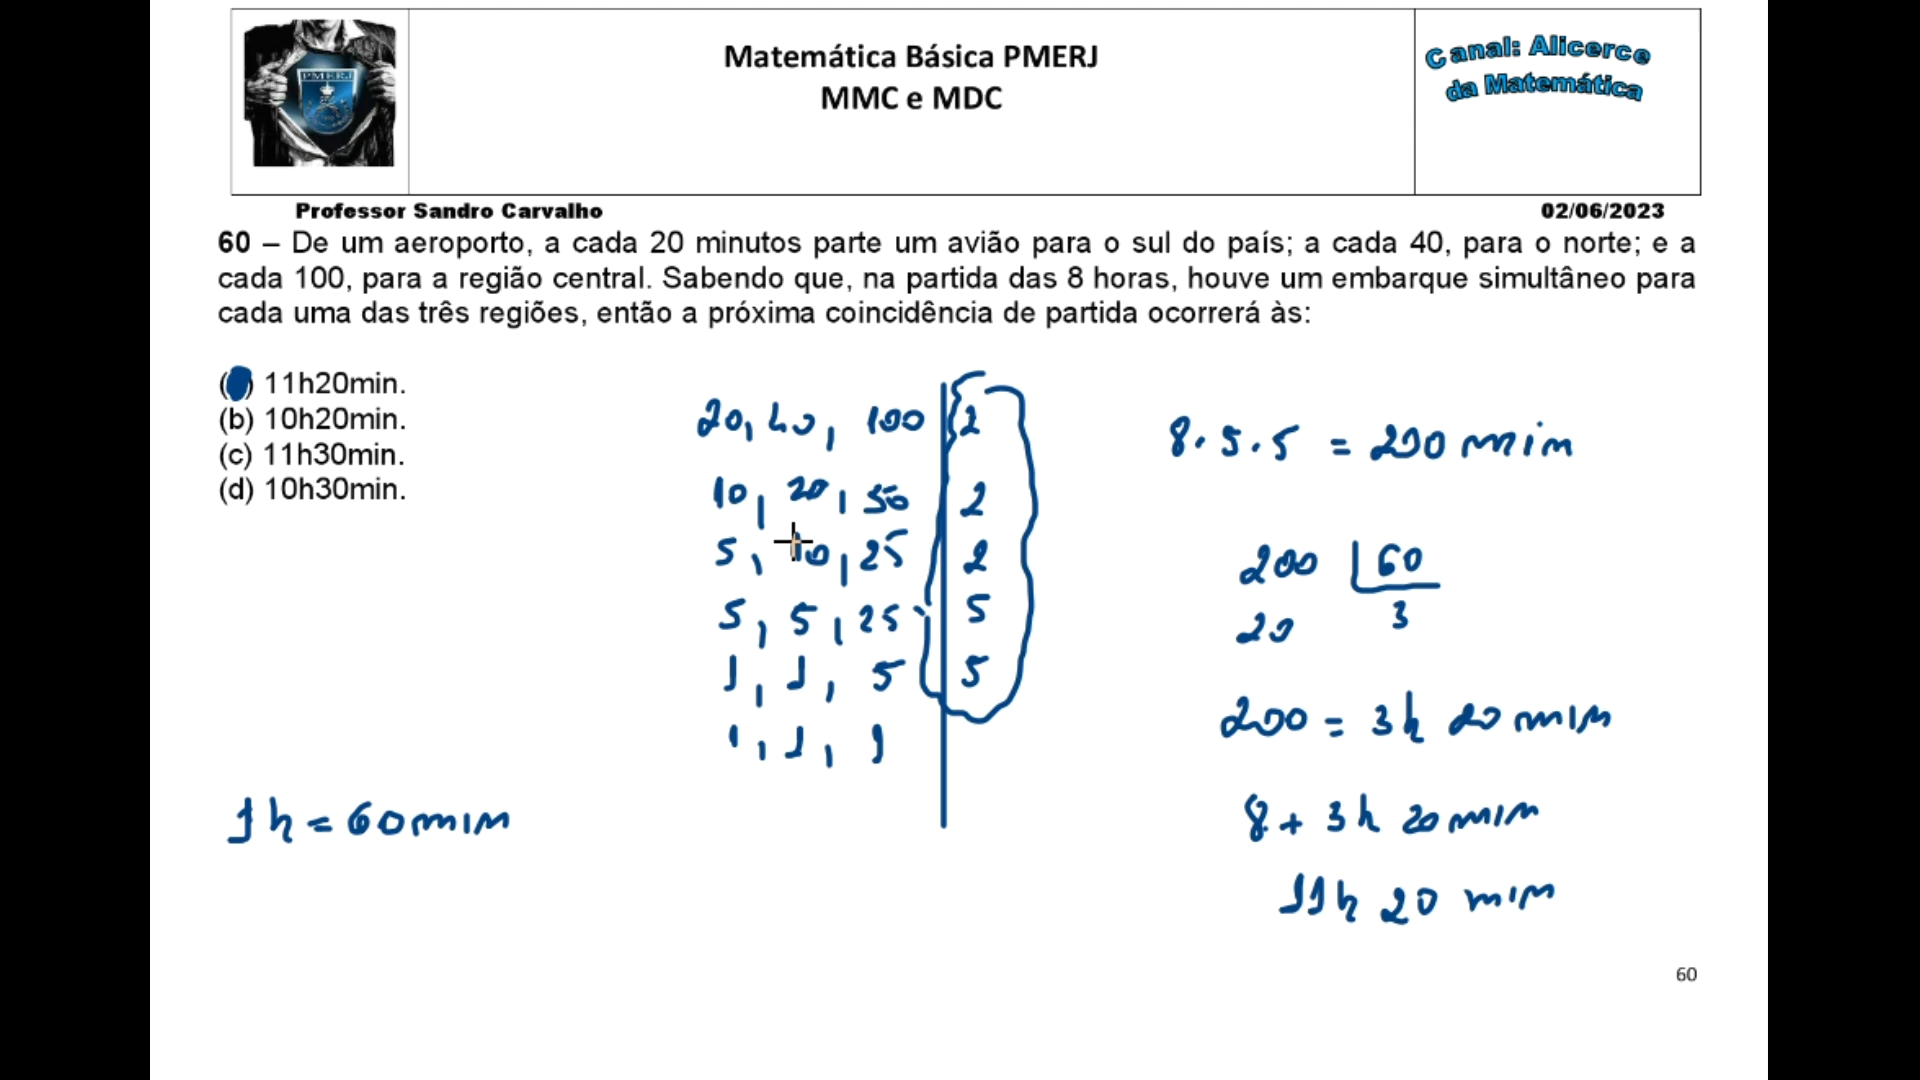 PMERJ
Matemática Básica PMERJ
MMC e MDC
Canal: Alicerce
da Matemática
Professor Sandro Carvalho
02/06/2023
60 – De um aeroporto, a cada 20 minutos parte um avião para o sul do país; a cada 40, para o norte; e a
cada 100, para a região central. Sabendo que, na partida das 8 horas, houve um embarque simultâneo para
cada uma das três regiões, então a próxima coincidência de partida ocorrerá às:
( ) 11h20min.
(b) 10h20min.
(c) 11h30min.
(d) 10h30min.
20, 40, 100 | 2
10, 20, 50 | 2
5, 10, 25 | 2
5, 5, 25 | 5
1, 1, 5 | 5
1, 1, 1
1h = 60 min
8 . 5 . 5 = 200 min
200 60
20 3
200 = 3h 20 min
8 + 3h 20 min
11h 20 min
60